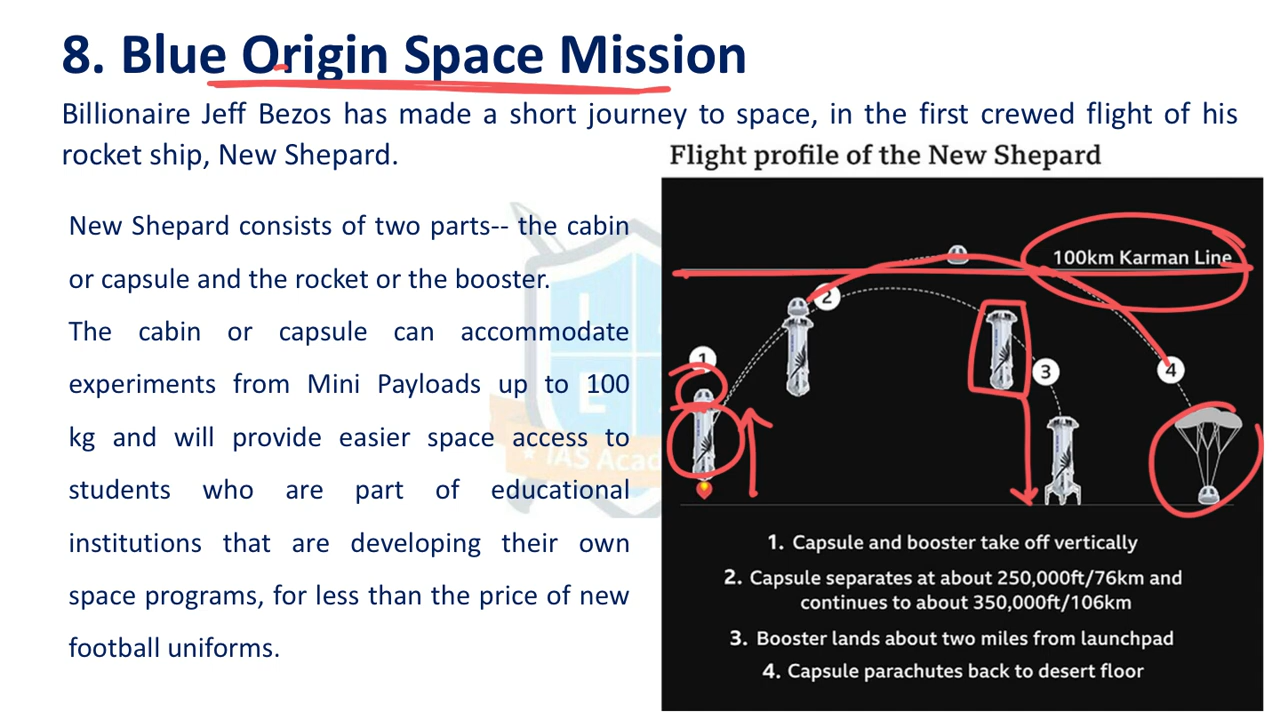 8. Blue Origin Space Mission
Billionaire Jeff Bezos has made a short journey to space, in the first crewed flight of his
rocket ship, New Shepard.
New Shepard consists of two parts-- the cabin
or capsule and the rocket or the booster.
The cabin or capsule can accommodate
experiments from Mini Payloads up to 100
kg and will provide easier space access to
students who are part of educational
institutions that are developing their own
space programs, for less than the price of new
football uniforms.
Flight profile of the New Shepard
100km Karman Line
2
1
3
4
1. Capsule and booster take off vertically
2. Capsule separates at about 250,000ft/76km and
continues to about 350,000ft/106km
3. Booster lands about two miles from launchpad
4. Capsule parachutes back to desert floor
IAS Acad